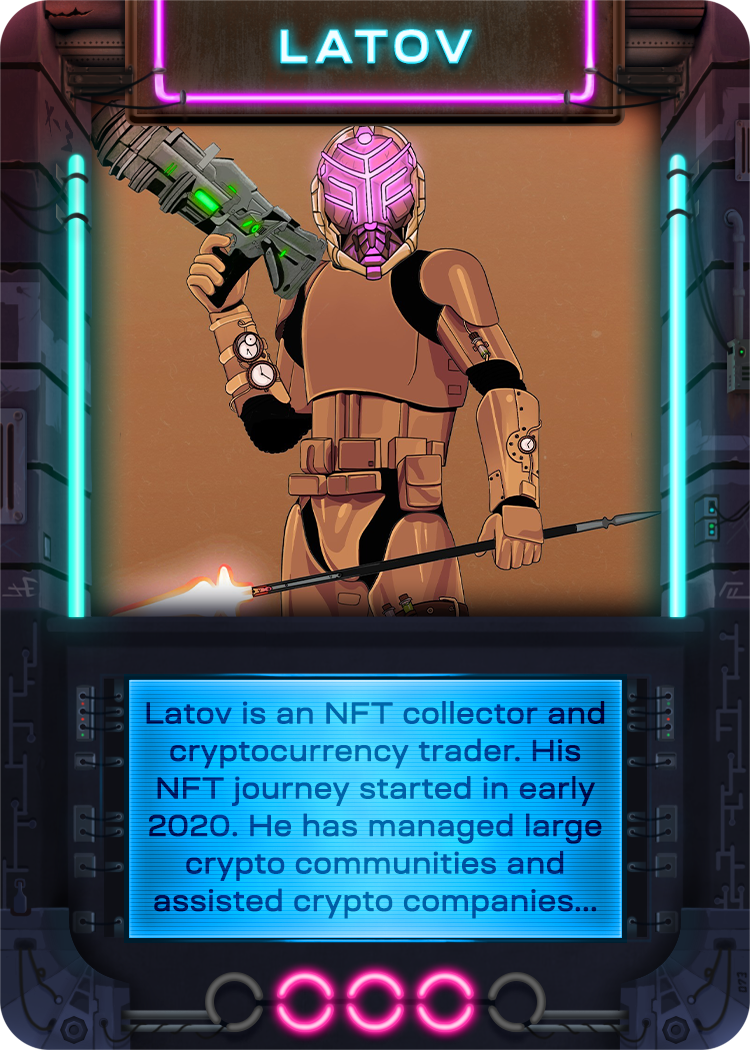 LATOV
Latov is an NFT collector and
cryptocurrency trader. His
NFT journey started in early
2020. He has managed large
crypto communities and
assisted crypto companies...